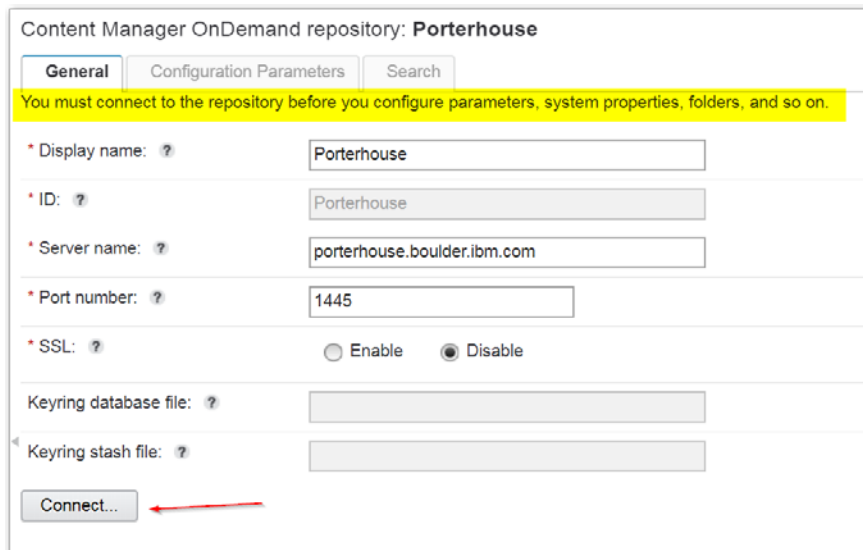 Content Manager OnDemand repository: Porterhouse
General Configuration Parameters Search
You must connect to the repository before you configure parameters, system properties, folders, and so on.
* Display name: ? Porterhouse
* ID: ? Porterhouse
* Server name: ? porterhouse.boulder.ibm.com
* Port number: ? 1445
* SSL: ? Enable Disable
Keyring database file: ?
Keyring stash file: ?
Connect...